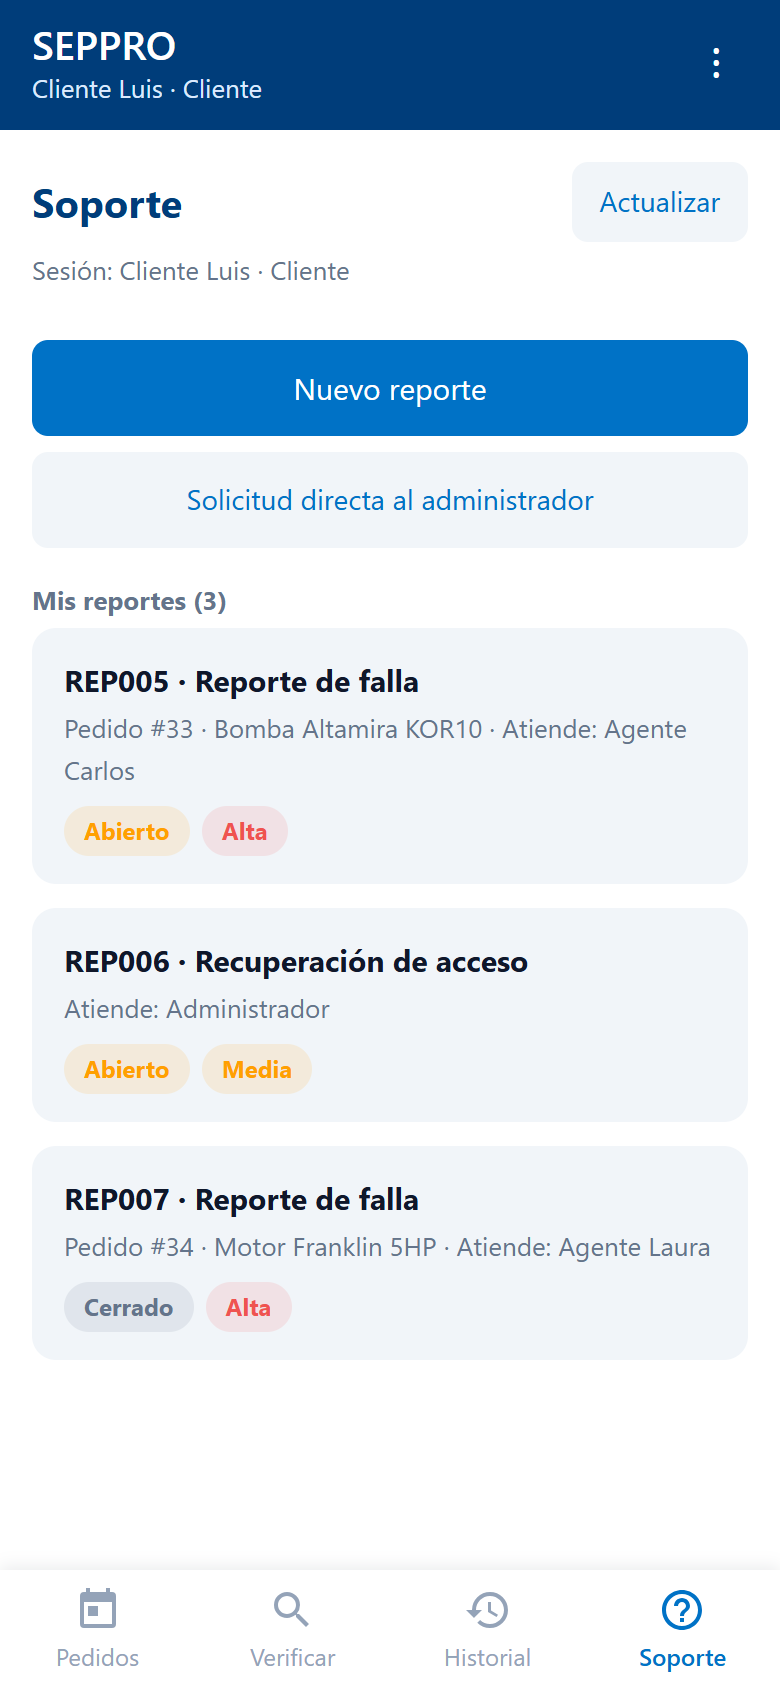 SEPPRO
Cliente Luis · Cliente
Soporte
Actualizar
Sesión: Cliente Luis · Cliente
Nuevo reporte
Solicitud directa al administrador
Mis reportes (3)
REP005 · Reporte de falla
Pedido #33 · Bomba Altamira KOR10 · Atiende: Agente
Carlos
Abierto Alta
REP006 · Recuperación de acceso
Atiende: Administrador
Abierto Media
REP007 · Reporte de falla
Pedido #34 · Motor Franklin 5HP · Atiende: Agente Laura
Cerrado Alta
Pedidos Verificar Historial Soporte